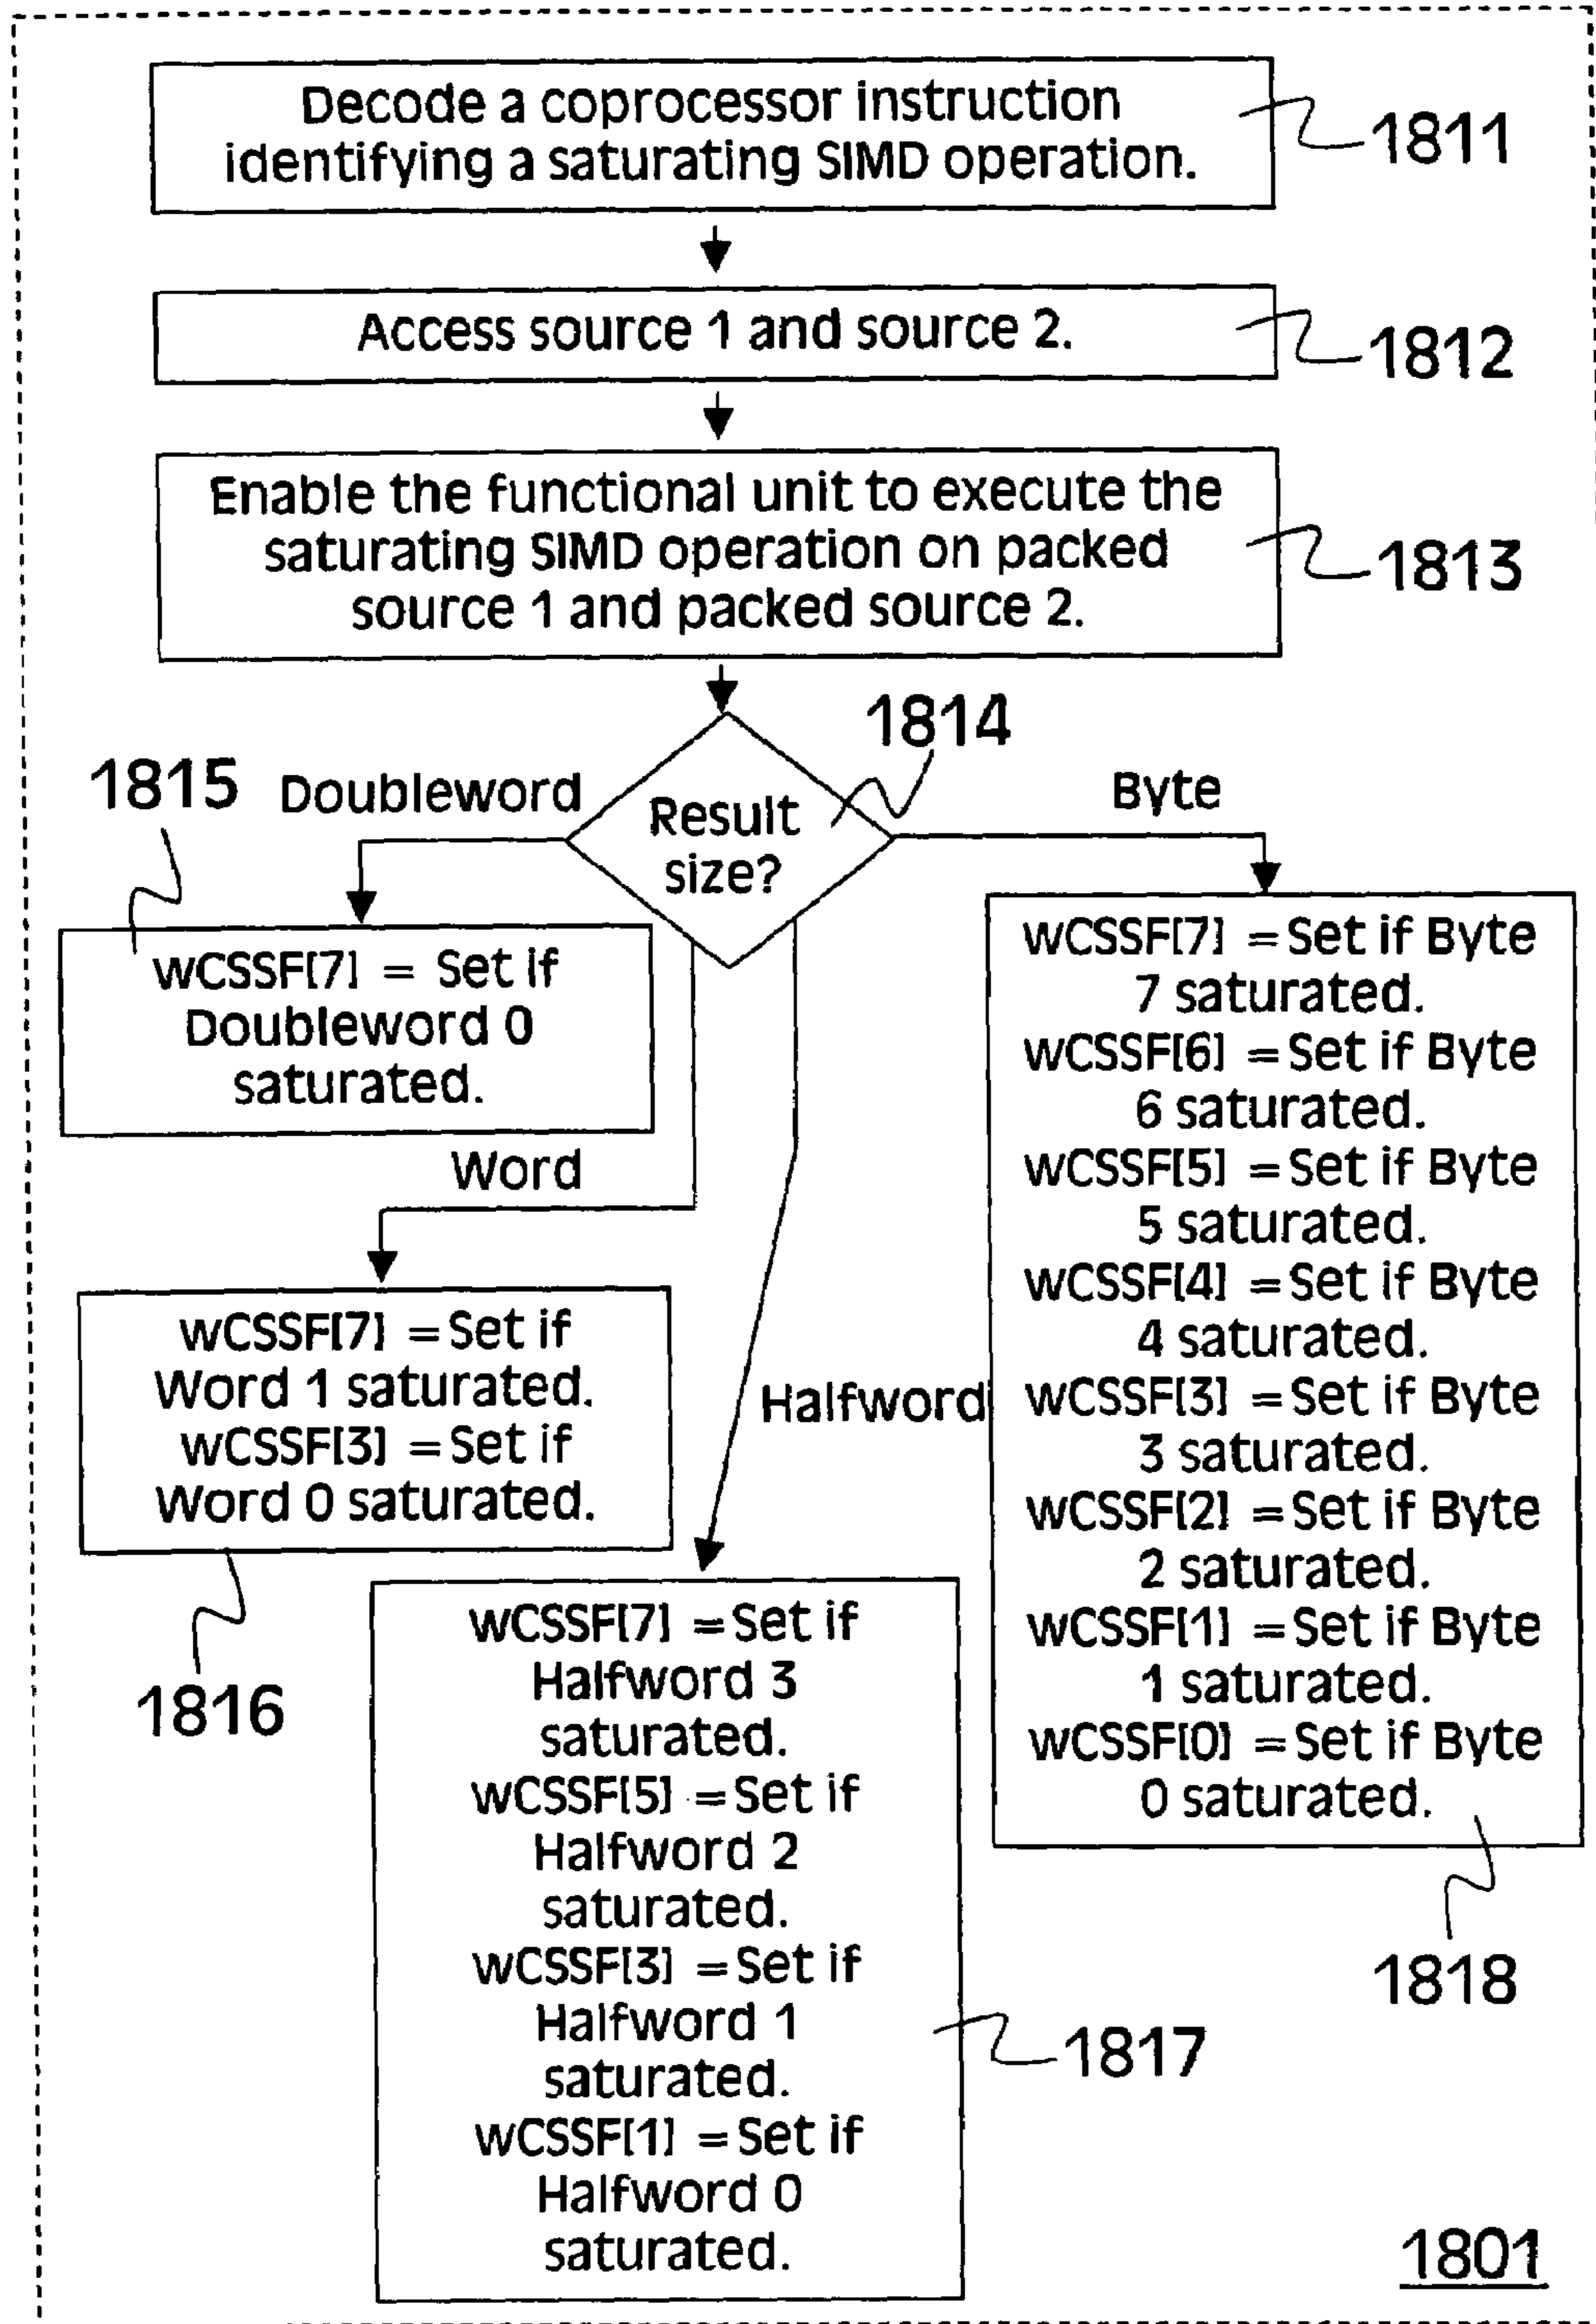 Decode a coprocessor instruction
identifying a saturating SIMD operation.
1811
Access source 1 and source 2.
1812
Enable the functional unit to execute the
saturating SIMD operation on packed
source 1 and packed source 2.
1813
1814
Result
size?
1815
Doubleword
Byte
wCSSF[7] = Set if
Doubleword 0
saturated.
Word
wCSSF[7] = Set if
Word 1 saturated.
wCSSF[3] = Set if
Word 0 saturated.
1816
Halfword
wCSSF[7] = Set if
Halfword 3
saturated.
wCSSF[5] = Set if
Halfword 2
saturated.
wCSSF[3] = Set if
Halfword 1
saturated.
wCSSF[1] = Set if
Halfword 0
saturated.
1817
wCSSF[7] = Set if Byte
7 saturated.
wCSSF[6] = Set if Byte
6 saturated.
wCSSF[5] = Set if Byte
5 saturated.
wCSSF[4] = Set if Byte
4 saturated.
wCSSF[3] = Set if Byte
3 saturated.
wCSSF[2] = Set if Byte
2 saturated.
wCSSF[1] = Set if Byte
1 saturated.
wCSSF[0] = Set if Byte
0 saturated.
1818
1801